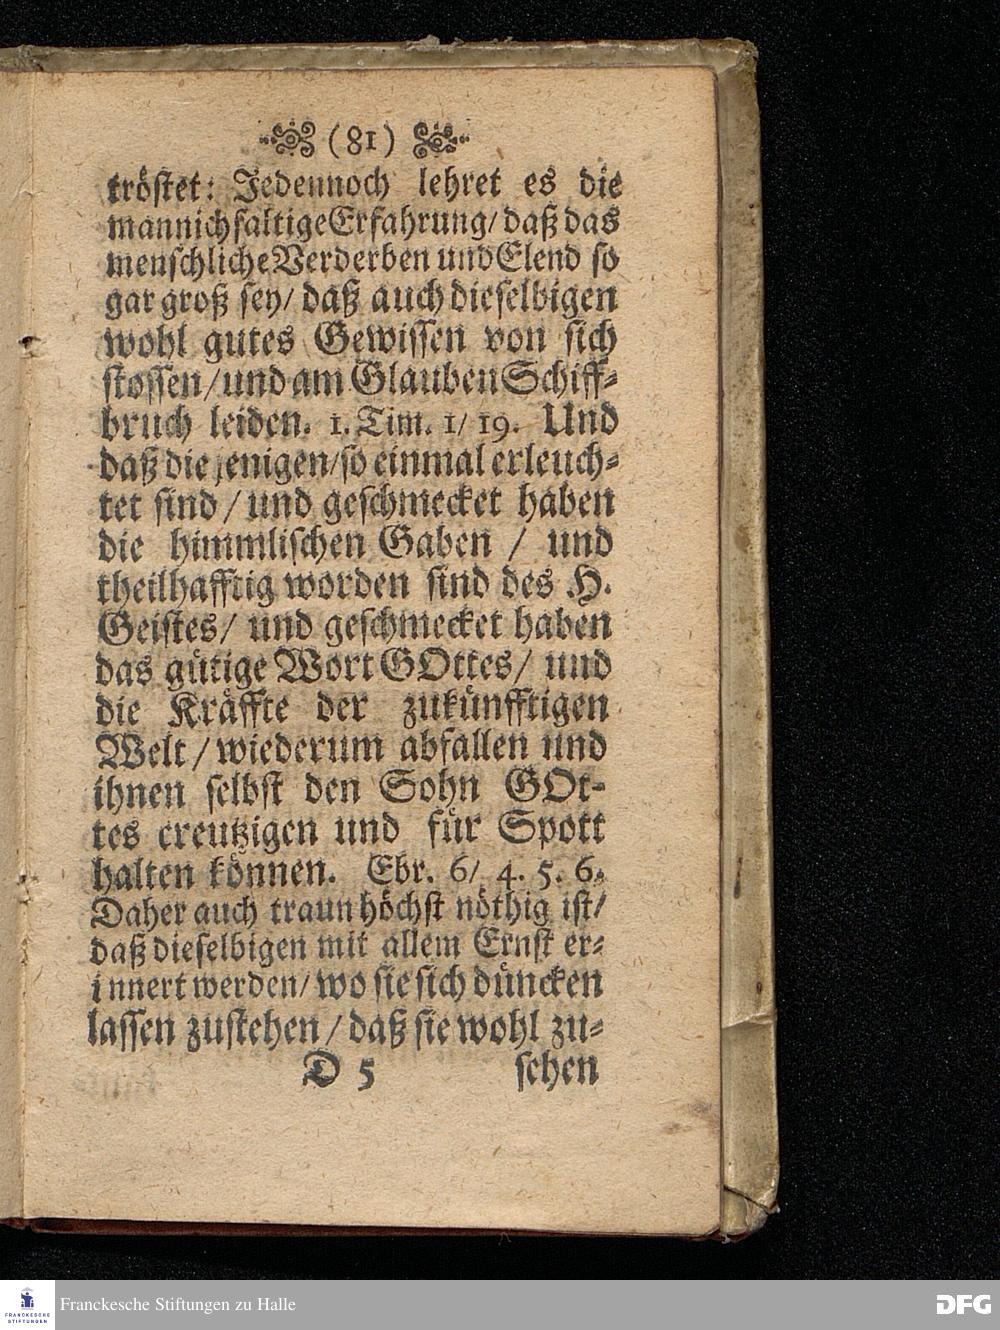 (81)
tröstet: Jedennoch lehret es die
mannichfaltige Erfahrung/ daß das
menschliche Verderben und Elend so
gar groß sey/ daß auch dieselbigen
wohl gutes Gewissen von sich
stossen/ und am Glauben Schiff-
bruch leiden. 1. Tim. 1/ 19. Und
daß die jenigen/ so einmal erleuch-
tet sind/ und geschmecket haben
die himmlischen Gaben / und
theilhafftig worden sind des H.
Geistes/ und geschmecket haben
das gütige Wort GOttes/ und
die Kräffte der zukünfftigen
Welt/ wiederum abfallen und
ihnen selbst den Sohn GOt-
tes creutzigen und für Spott
halten können. Ebr. 6/ 4. 5. 6.
Daher auch traun höchst nöthig ist/
daß dieselbigen mit allem Ernst er-
innert werden/ wo sie sich düncken
lassen zustehen/ daß sie wohl zu-
D 5 sehen
FRANCKESCHE STIFTUNGEN
Franckesche Stiftungen zu Halle
DFG